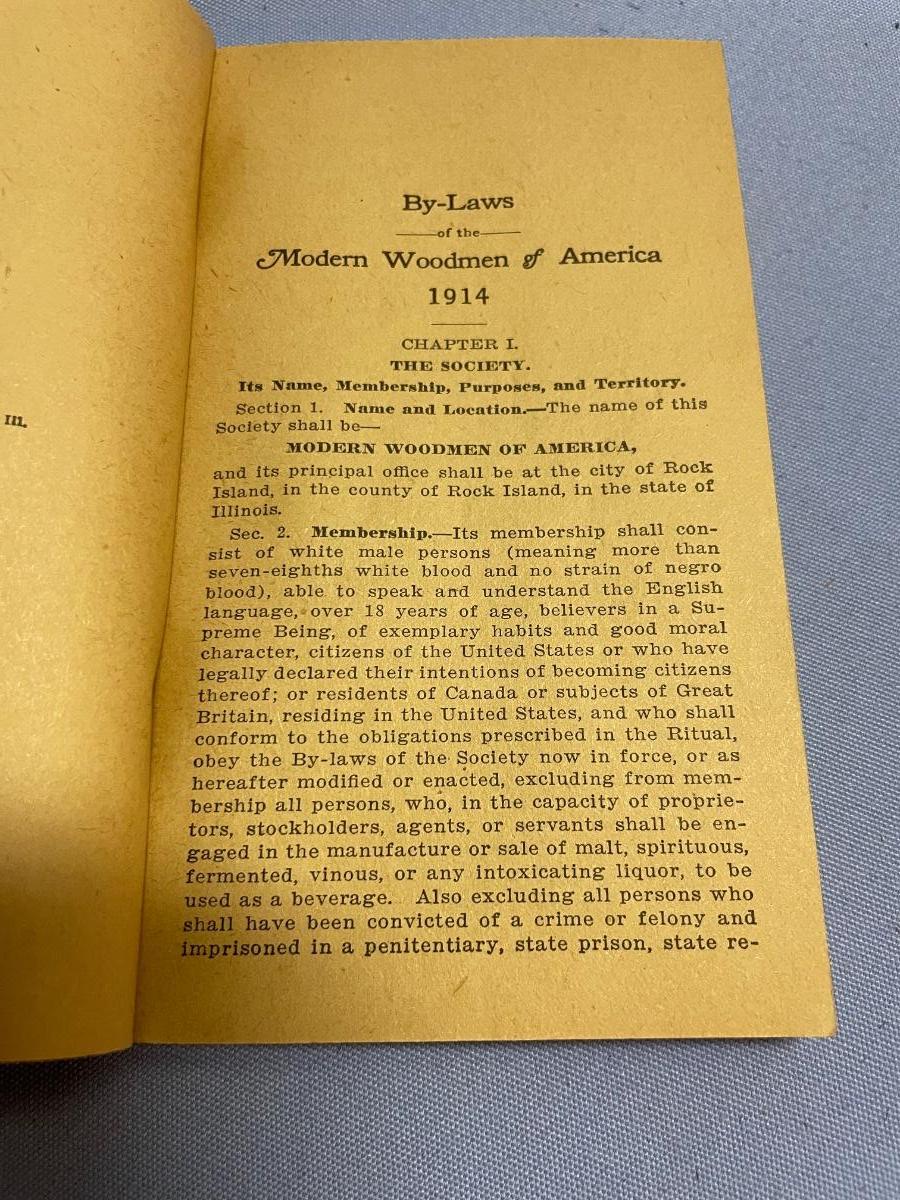 Ill.
By-Laws
of the
Modern Woodmen of America
1914
CHAPTER I.
THE SOCIETY.
Its Name, Membership, Purposes, and Territory.
Section 1. Name and Location.—The name of this
Society shall be—
MODERN WOODMEN OF AMERICA,
and its principal office shall be at the city of Rock
Island, in the county of Rock Island, in the state of
Illinois.
Sec. 2. Membership.—Its membership shall con-
sist of white male persons (meaning more than
seven-eighths white blood and no strain of negro
blood), able to speak and understand the English
language, over 18 years of age, believers in a Su-
preme Being, of exemplary habits and good moral
character, citizens of the United States or who have
legally declared their intentions of becoming citizens
thereof; or residents of Canada or subjects of Great
Britain, residing in the United States, and who shall
conform to the obligations prescribed in the Ritual,
obey the By-laws of the Society now in force, or as
hereafter modified or enacted, excluding from mem-
bership all persons, who, in the capacity of proprie-
tors, stockholders, agents, or servants shall be en-
gaged in the manufacture or sale of malt, spirituous,
fermented, vinous, or any intoxicating liquor, to be
used as a beverage. Also excluding all persons who
shall have been convicted of a crime or felony and
imprisoned in a penitentiary, state prison, state re-